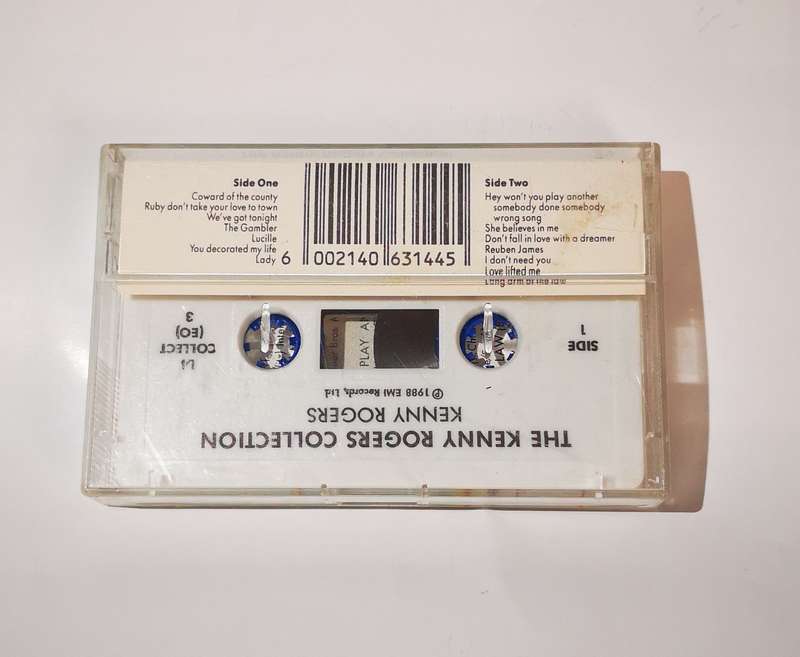 Side One
Coward of the county
Ruby don't take your love to town
We've got tonight
The Gambler
Lucille
You decorated my life
Lady
6 002140 631445
Side Two
Hey won't you play another
somebody done somebody
wrong song
She believes in me
Don't fall in love with a dreamer
Reuben James
I don't need you
Love lifted me
Long arm of the law
SIDE
1
COLLECT
(EO)
3
PLAY
LAW
℗ 1988 EMI Records, Ltd.
KENNY ROGERS
THE KENNY ROGERS COLLECTION